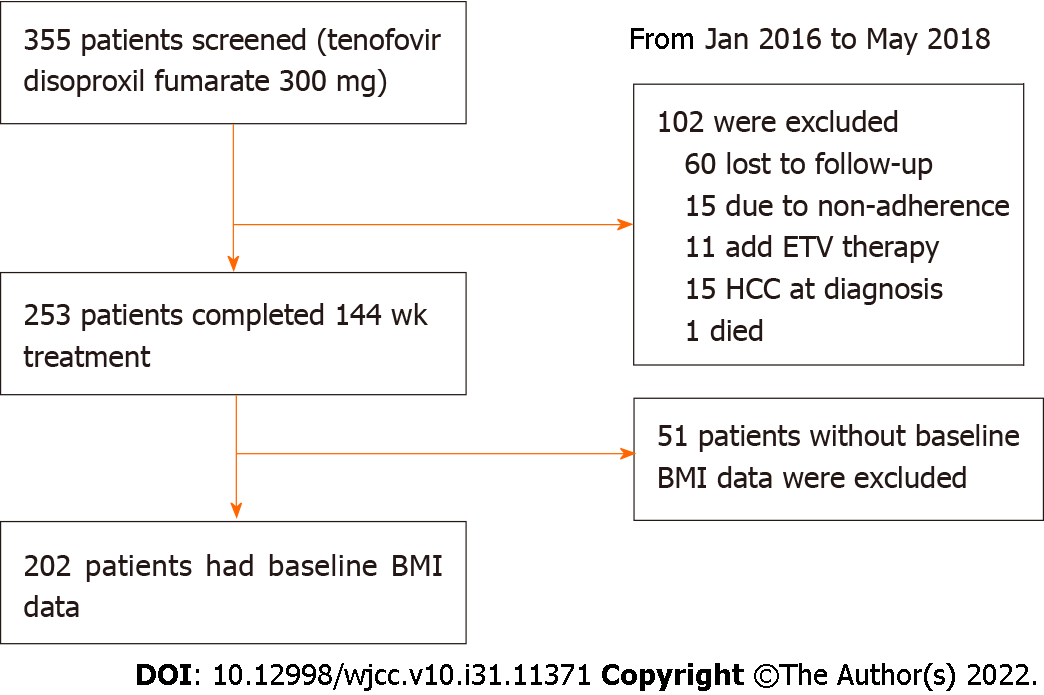 355 patients screened (tenofovir
disoproxil fumarate 300 mg)
From Jan 2016 to May 2018
102 were excluded
60 lost to follow-up
15 due to non-adherence
11 add ETV therapy
15 HCC at diagnosis
1 died
253 patients completed 144 wk
treatment
51 patients without baseline
BMI data were excluded
202 patients had baseline BMI
data
DOI: 10.12998/wjcc.v10.i31.11371 Copyright ©The Author(s) 2022.